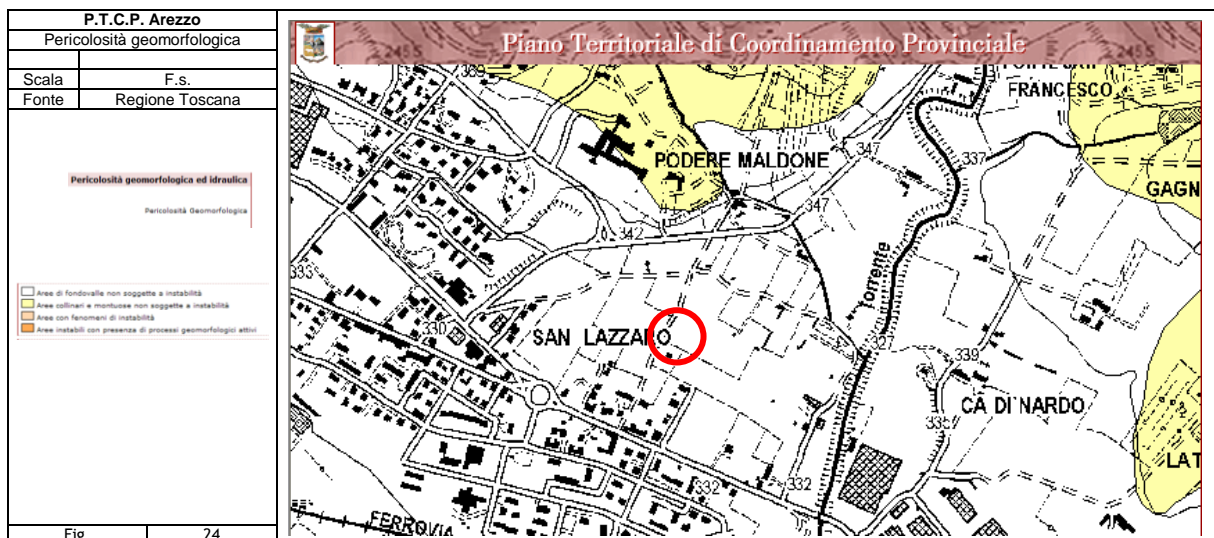 P.T.C.P. Arezzo
Pericolosità geomorfologica
Scala F.s.
Fonte Regione Toscana
Pericolosità geomorfologica ed idraulica
Pericolosità Geomorfologica
Aree di fondovalle non soggette a instabilità
Aree collinari e montuose non soggette a instabilità
Aree con fenomeni di instabilità
Aree instabili con presenza di processi geomorfologici attivi
Fig 24
Piano Territoriale di Coordinamento Provinciale
FRANCESCO
PODERE MALDONE
347
337
GAGN
347
342
Torrente
330
SAN LAZZARO
327
339
CA DI NARDO
335
LAT
332
332
FERROVIA